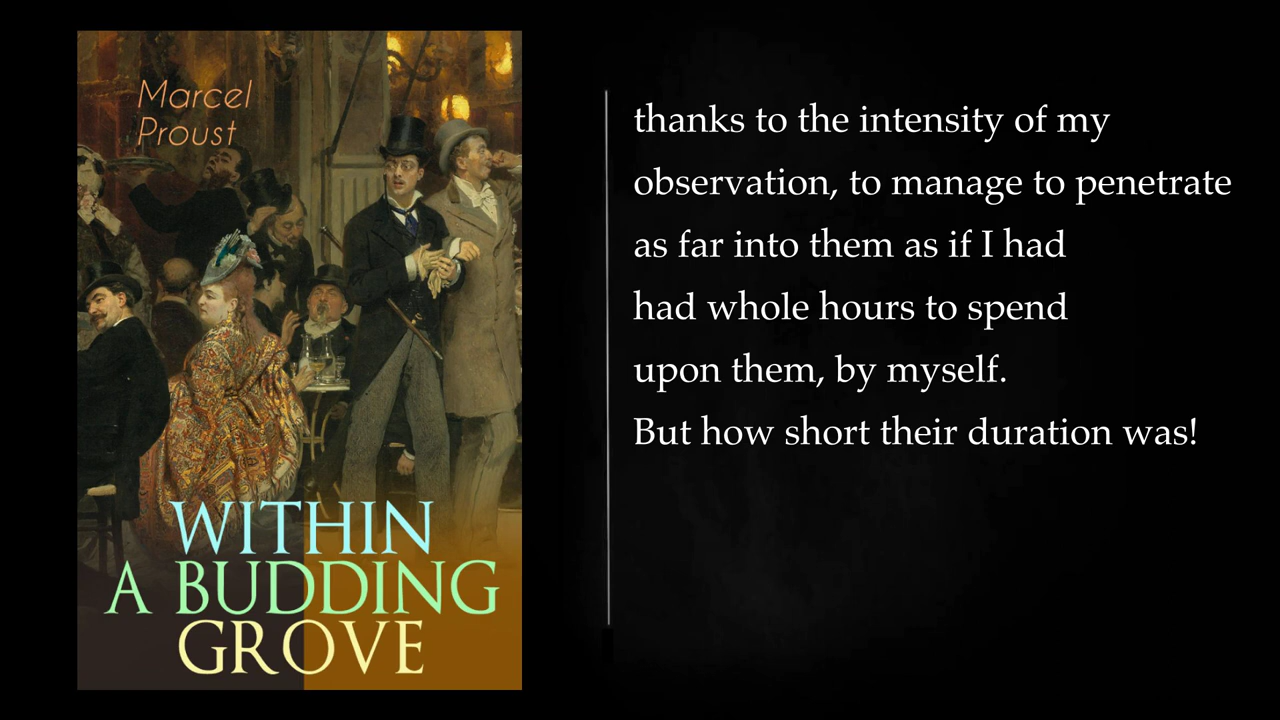 Marcel
Proust
WITHIN
A BUDDING
GROVE
thanks to the intensity of my
observation, to manage to penetrate
as far into them as if I had
had whole hours to spend
upon them, by myself.
But how short their duration was!